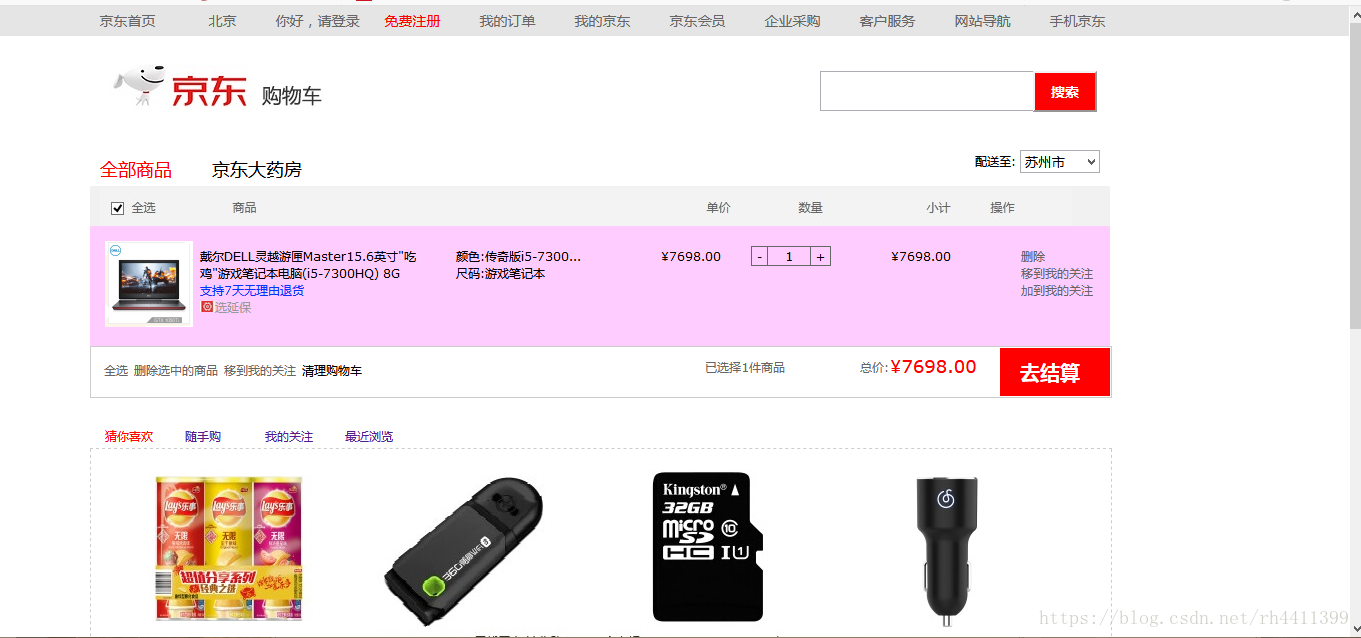 京东首页 北京 你好，请登录 免费注册 我的订单 我的京东 京东会员 企业采购 客户服务 网站导航 手机京东
京东 购物车
搜索
全部商品 京东大药房
配送至: 苏州市
全选 商品 单价 数量 小计 操作
戴尔DELL灵越游匣Master15.6英寸"吃 颜色:传奇版i5-7300... ¥7698.00 - 1 + ¥7698.00 删除
鸡"游戏笔记本电脑(i5-7300HQ) 8G 尺码:游戏笔记本 移到我的关注
支持7天无理由退货 加到我的关注
选延保
全选 删除选中的商品 移到我的关注 清理购物车 已选择1件商品 总价:¥7698.00 去结算
猜你喜欢 随手购 我的关注 最近浏览
Lay's乐事 Lay's乐事 Lay's乐事
无限 无限 无限
超值分享系列
经典之选
Kingston®
32GB
micro
SD
HC I U1
10
https://blog.csdn.net/rh4411399